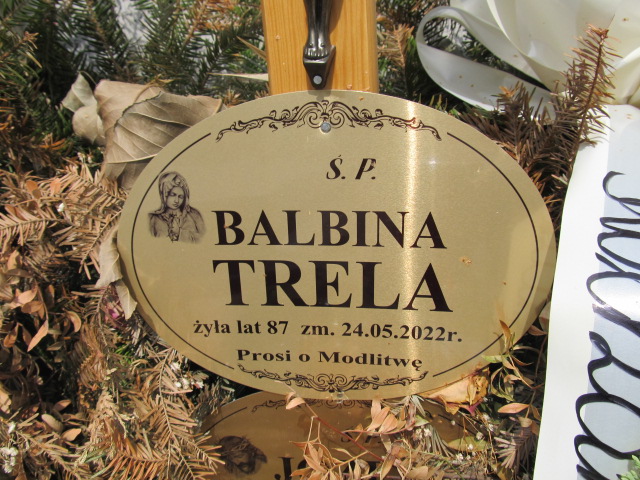 Ś. P.
BALBINA
TRELA
żyła lat 87 zm. 24.05.2022r.
Prosi o Modlitwę
Ś. P.